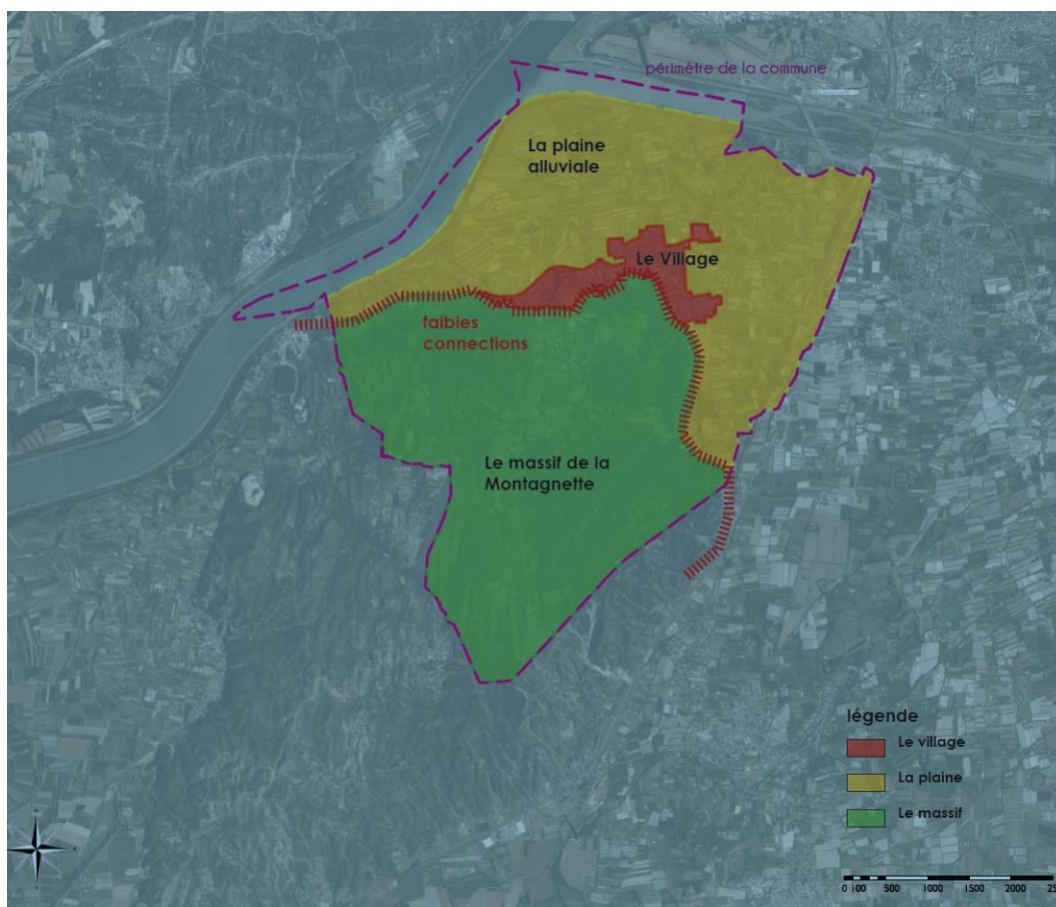 périmètre de la commune
La plaine
alluviale
Le Village
faibles
connections
Le massif de la
Montagnette
légende
Le village
La plaine
Le massif
0 100 500 1000 1500 2000 25